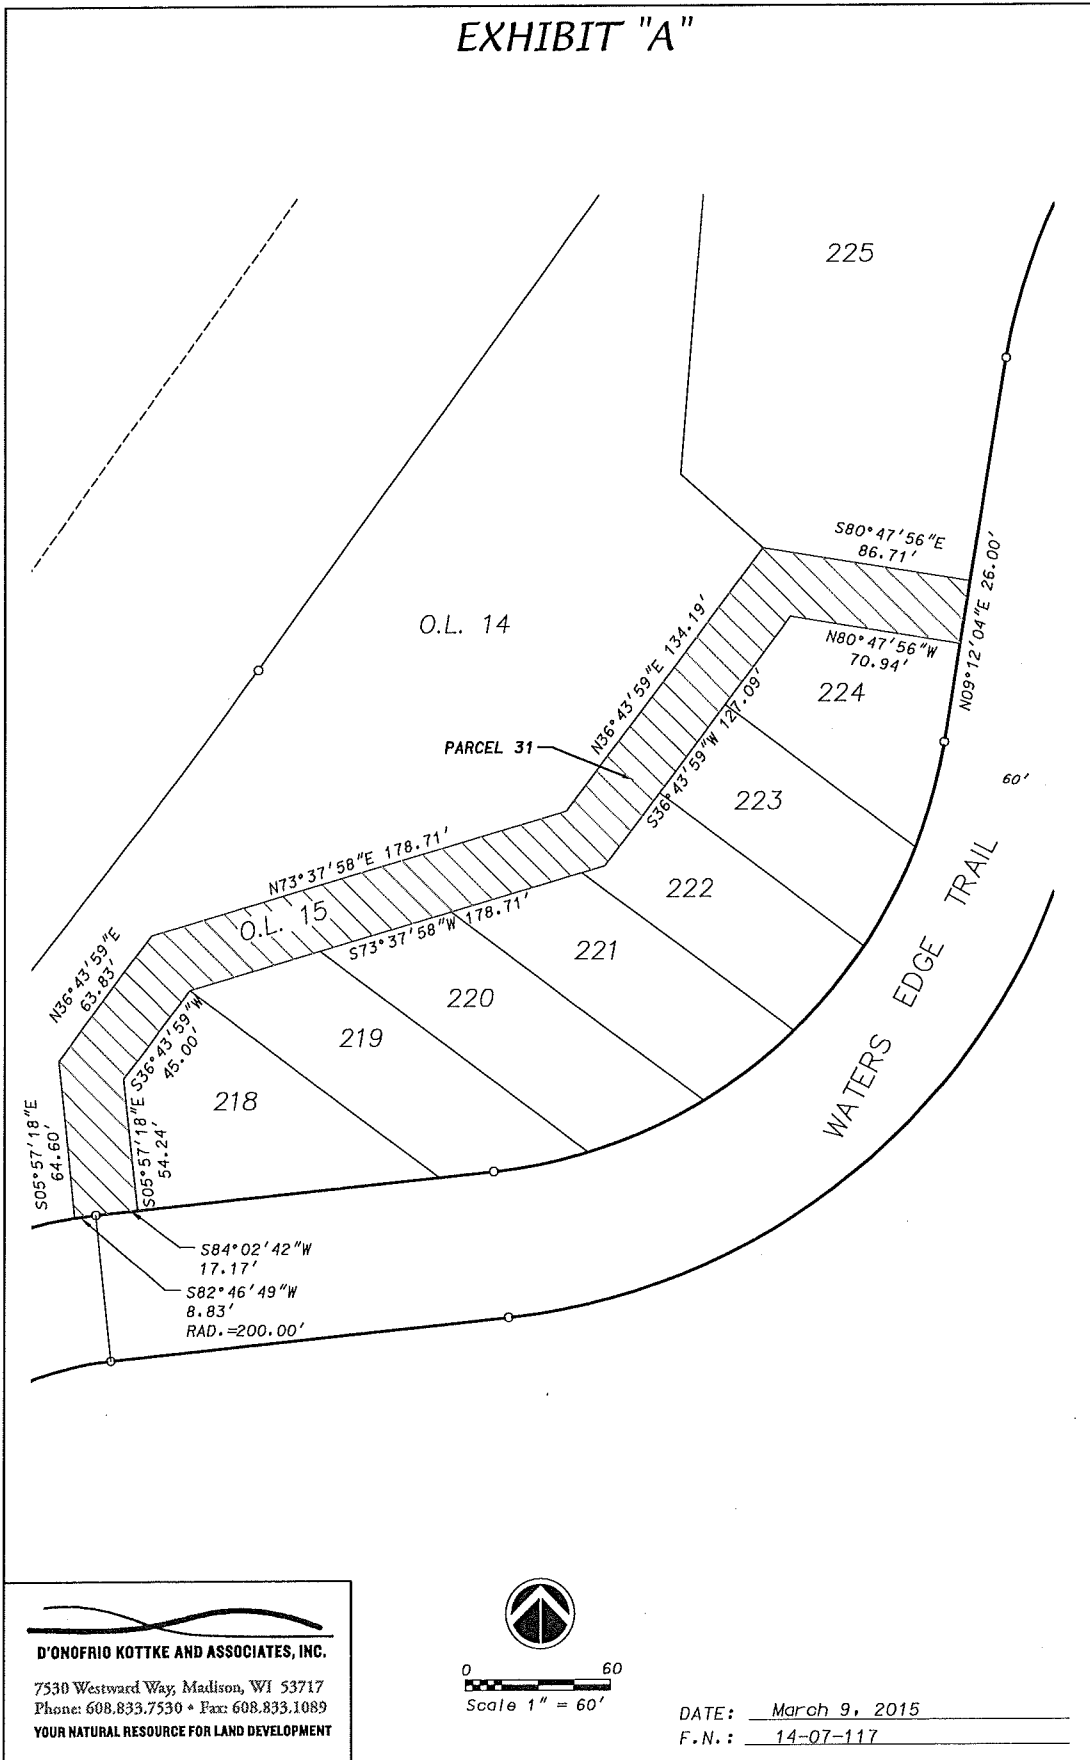 EXHIBIT "A"
225
S80°47'56"E
86.71'
N09°12'04"E 26.00'
O.L. 14
N36°43'59"E 134.19'
N80°47'56"W
70.94'
224
PARCEL 31
S36°43'59"W 127.09'
223
60'
N73°37'58"E 178.71'
222
WATERS EDGE TRAIL
O.L. 15
S73°37'58"W 178.71'
221
N36°43'59"E
63.83'
220
S36°43'59"W
45.00'
219
218
S05°57'18"E
64.60'
S05°57'18"E
54.24'
S84°02'42"W
17.17'
S82°46'49"W
8.83'
RAD.=200.00'
D'ONOFRIO KOTTKE AND ASSOCIATES, INC.
7530 Westward Way, Madison, WI 53717
Phone: 608.833.7530 • Fax: 608.833.1089
YOUR NATURAL RESOURCE FOR LAND DEVELOPMENT
0 60
Scale 1" = 60'
DATE: March 9, 2015
F.N.: 14-07-117